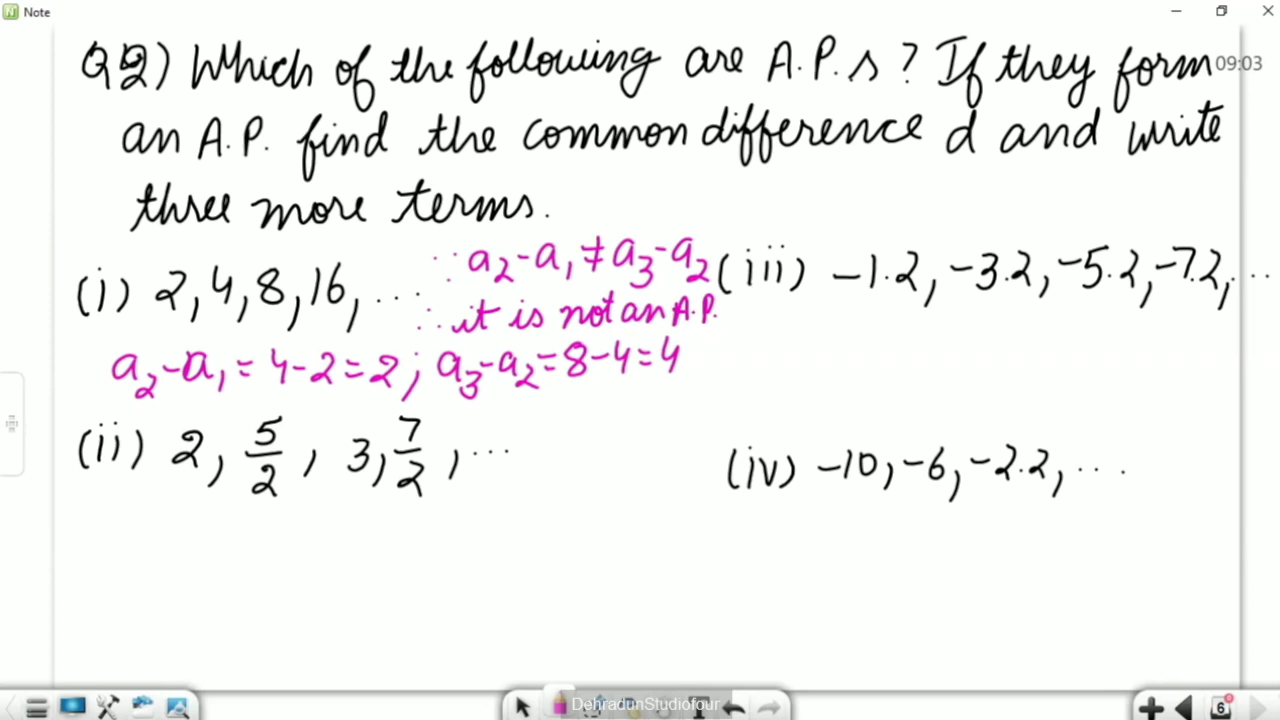 Note
Q2) Which of the following are A.P.s? If they form
09:03
an A.P. find the common difference d and write
three more terms.
(i) 2, 4, 8, 16, ...
∵ a₂-a₁ ≠ a₃-a₂
∴ it is not an A.P.
a₂-a₁ = 4-2 = 2 ; a₃-a₂ = 8-4 = 4
(ii) 2, 5/2, 3, 7/2, ...
(iii) -1.2, -3.2, -5.2, -7.2, ...
(iv) -10, -6, -2.2, ...
DehradunStudiofour
6